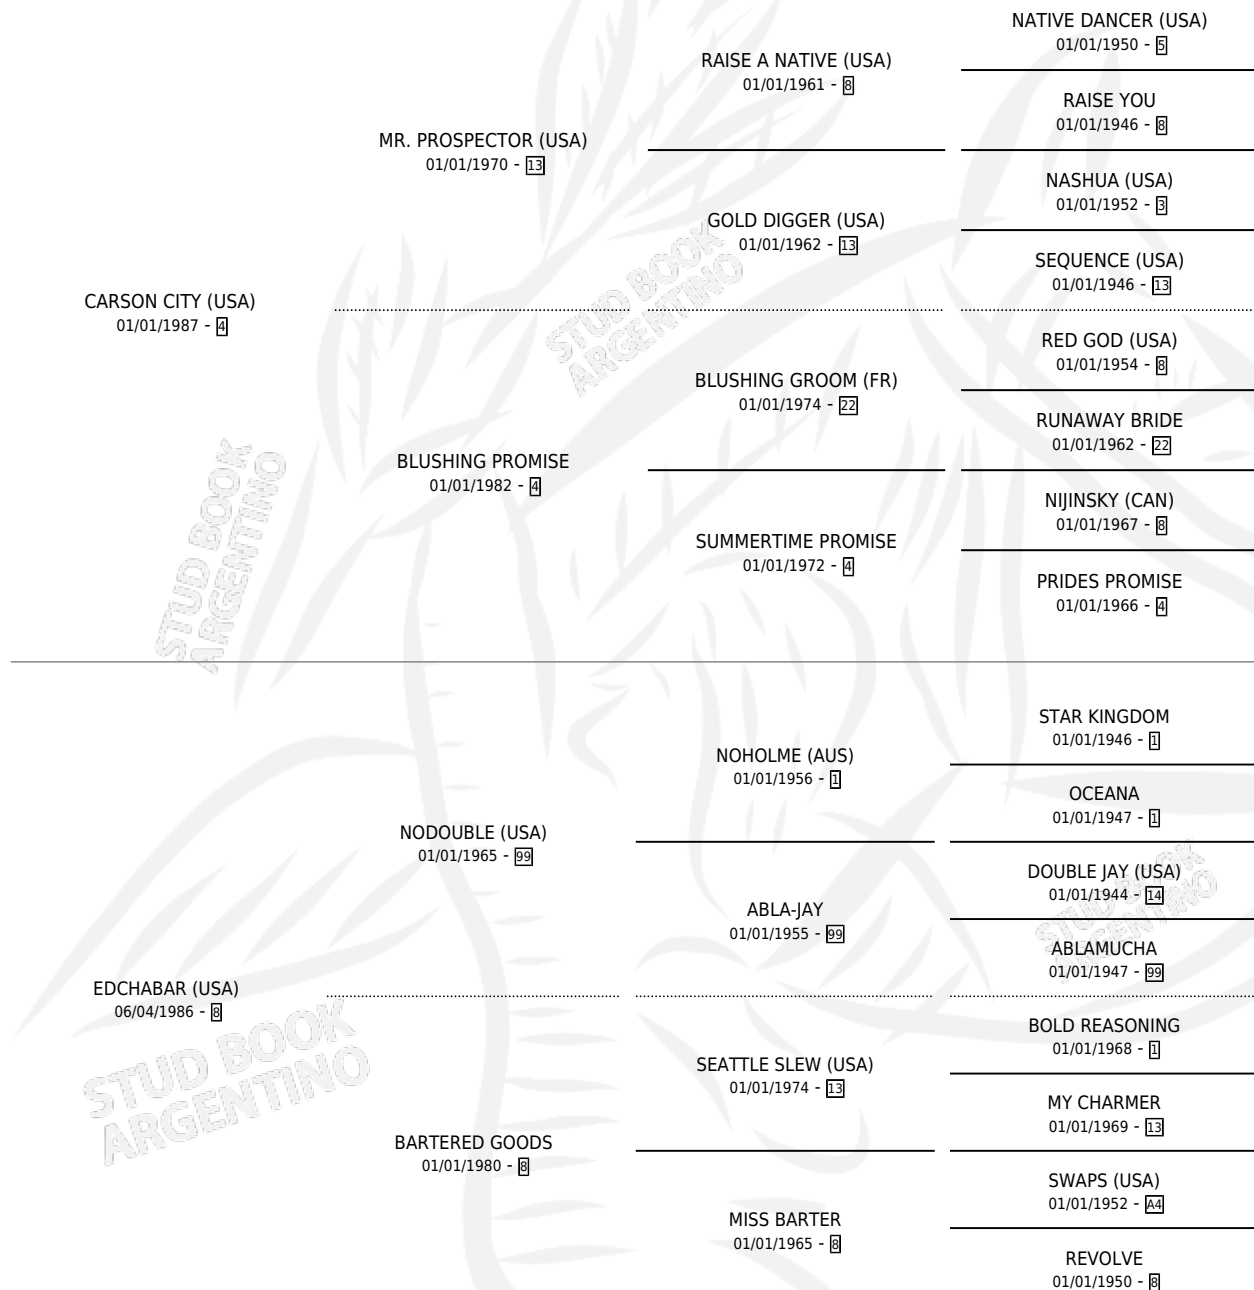 NATIVE DANCER (USA)
01/01/1950 - 5
RAISE A NATIVE (USA)
01/01/1961 - 8
RAISE YOU
01/01/1946 - 8
MR. PROSPECTOR (USA)
01/01/1970 - 13
NASHUA (USA)
01/01/1952 - 3
GOLD DIGGER (USA)
01/01/1962 - 13
SEQUENCE (USA)
01/01/1946 - 13
CARSON CITY (USA)
01/01/1987 - 4
STUD BOOK
ARGENTINO
RED GOD (USA)
01/01/1954 - 8
BLUSHING GROOM (FR)
01/01/1974 - 22
RUNAWAY BRIDE
01/01/1962 - 22
BLUSHING PROMISE
01/01/1982 - 4
NIJINSKY (CAN)
01/01/1967 - 8
SUMMERTIME PROMISE
01/01/1972 - 4
PRIDES PROMISE
01/01/1966 - 4
STUD BOOK
ARGENTINO
STAR KINGDOM
01/01/1946 - 1
NOHOLME (AUS)
01/01/1956 - 1
OCEANA
01/01/1947 - 1
NODOUBLE (USA)
01/01/1965 - 99
DOUBLE JAY (USA)
01/01/1944 - 14
ABLA-JAY
01/01/1955 - 99
STUD BOOK
ARGENTINO
ABLAMUCHA
01/01/1947 - 99
EDCHABAR (USA)
06/04/1986 - 8
STUD BOOK
ARGENTINO
BOLD REASONING
01/01/1968 - 1
SEATTLE SLEW (USA)
01/01/1974 - 13
MY CHARMER
01/01/1969 - 13
BARTERED GOODS
01/01/1980 - 8
SWAPS (USA)
01/01/1952 - A4
MISS BARTER
01/01/1965 - 8
REVOLVE
01/01/1950 - 8